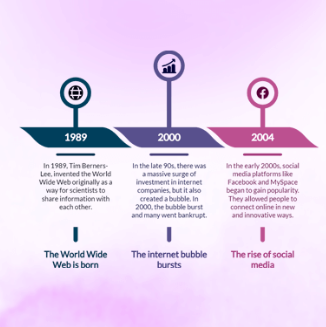 1989
In 1989, Tim Berners-
Lee, invented the World
Wide Web originally as a
way for scientists to
share information with
each other.
The World Wide
Web is born
2000
In the late 90s, there was
a massive surge of
investment in internet
companies, but it also
created a bubble. In
2000, the bubble burst
and many went bankrupt.
The internet bubble
bursts
2004
In the early 2000s, social
media platforms like
Facebook and MySpace
began to gain popularity.
They allowed people to
connect online in new
and innovative ways.
The rise of social
media